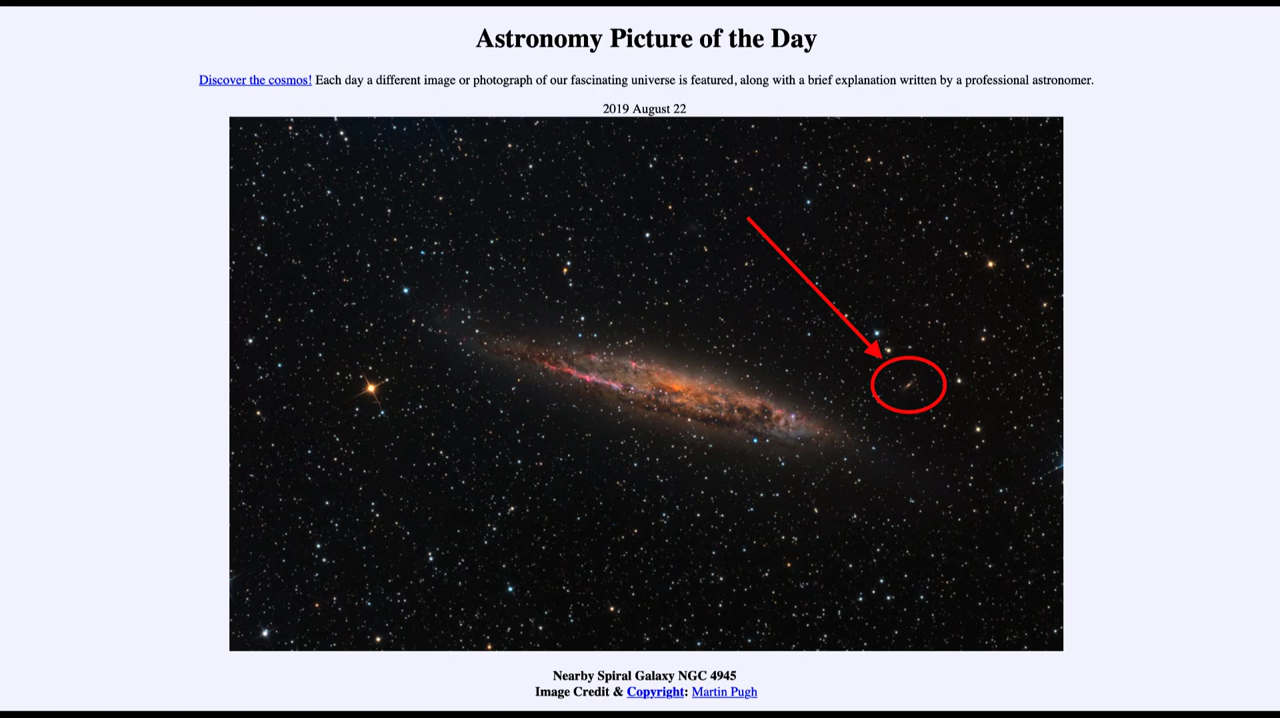 Astronomy Picture of the Day
Discover the cosmos! Each day a different image or photograph of our fascinating universe is featured, along with a brief explanation written by a professional astronomer.
2019 August 22
Nearby Spiral Galaxy NGC 4945
Image Credit & Copyright: Martin Pugh